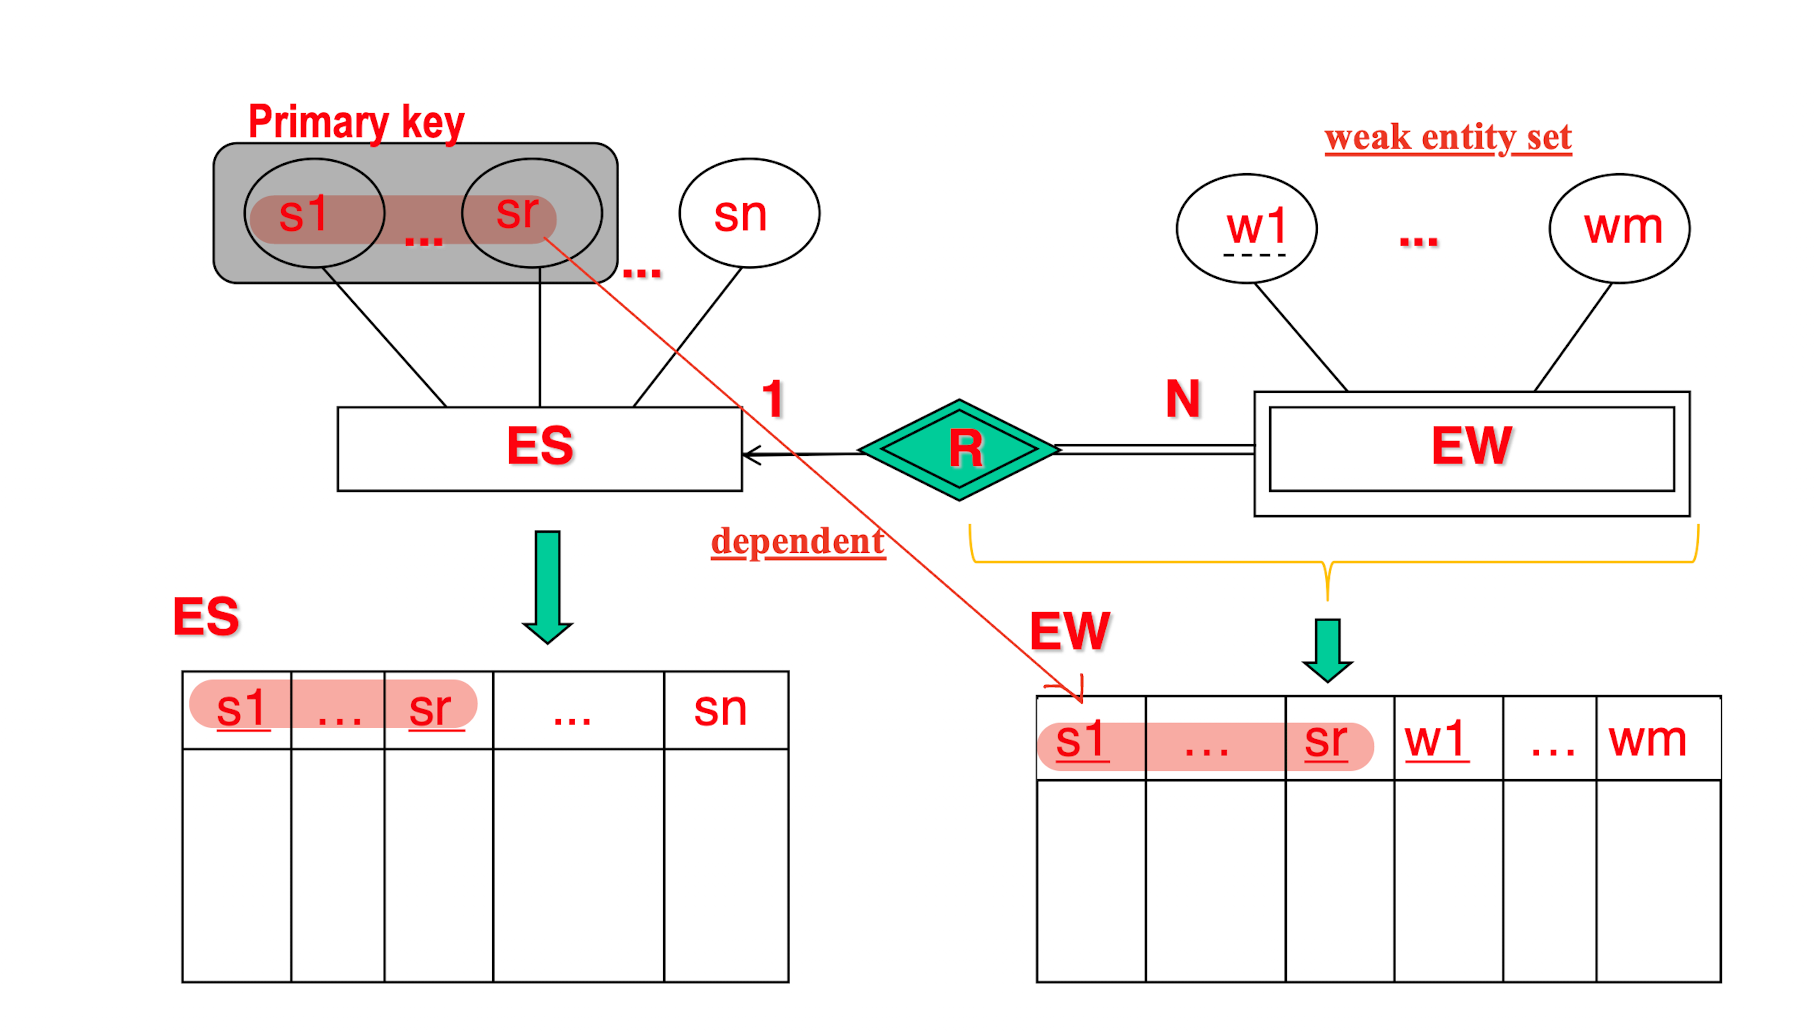 Primary key
weak entity set
s1 ... sr ... sn
w1 ... wm
1 N
ES R EW
dependent
ES
EW
s1 ... sr ... sn
s1 ... sr w1 ... wm